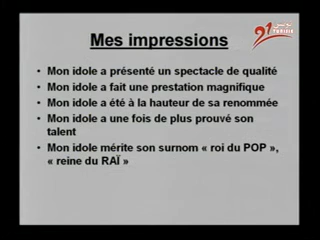 Mes impressions
• Mon idole a présenté un spectacle de qualité
• Mon idole a fait une prestation magnifique
• Mon idole a été à la hauteur de sa renommée
• Mon idole a une fois de plus prouvé son
talent
• Mon idole mérite son surnom « roi du POP »,
« reine du RAÏ »